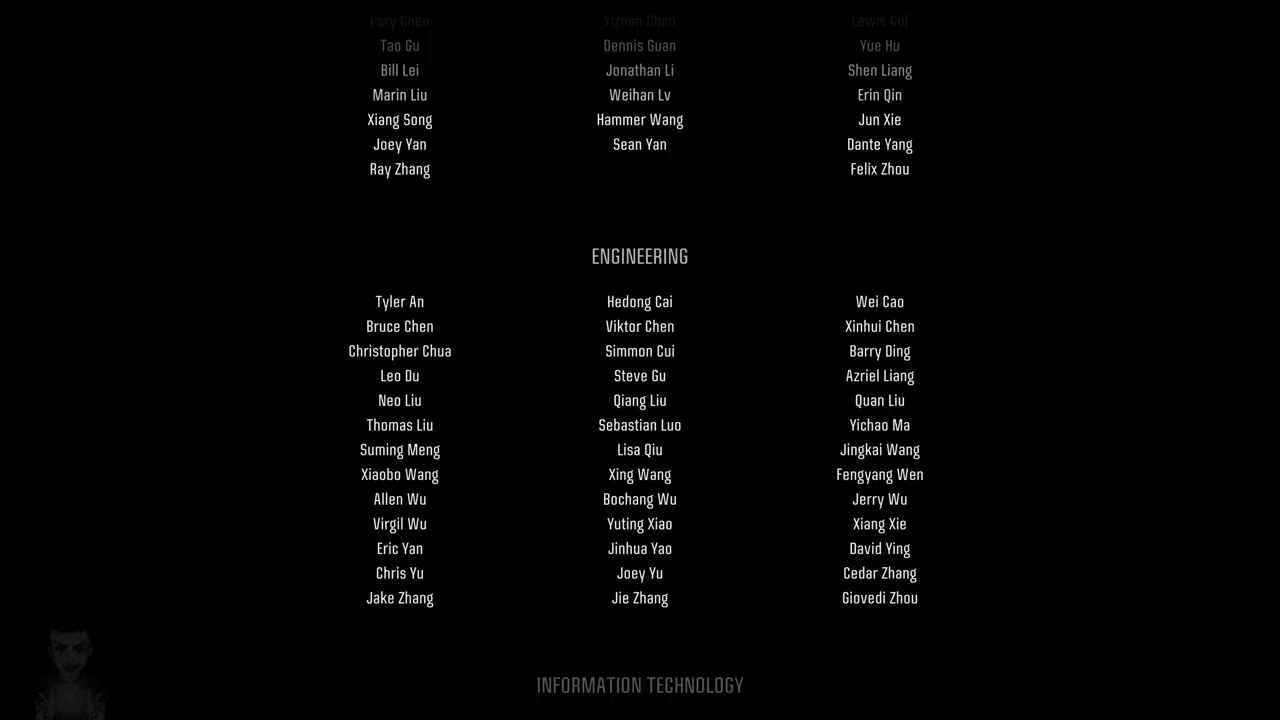 Pary Chen Yizhen Chen Lewis Cui
Tao Gu Dennis Guan Yue Hu
Bill Lei Jonathan Li Shen Liang
Marin Liu Weihan Lv Erin Qin
Xiang Song Hammer Wang Jun Xie
Joey Yan Sean Yan Dante Yang
Ray Zhang Felix Zhou
ENGINEERING
Tyler An Hedong Cai Wei Cao
Bruce Chen Viktor Chen Xinhui Chen
Christopher Chua Simmon Cui Barry Ding
Leo Du Steve Gu Azriel Liang
Neo Liu Qiang Liu Quan Liu
Thomas Liu Sebastian Luo Yichao Ma
Suming Meng Lisa Qiu Jingkai Wang
Xiaobo Wang Xing Wang Fengyang Wen
Allen Wu Bochang Wu Jerry Wu
Virgil Wu Yuting Xiao Xiang Xie
Eric Yan Jinhua Yao David Ying
Chris Yu Joey Yu Cedar Zhang
Jake Zhang Jie Zhang Giovedi Zhou
INFORMATION TECHNOLOGY